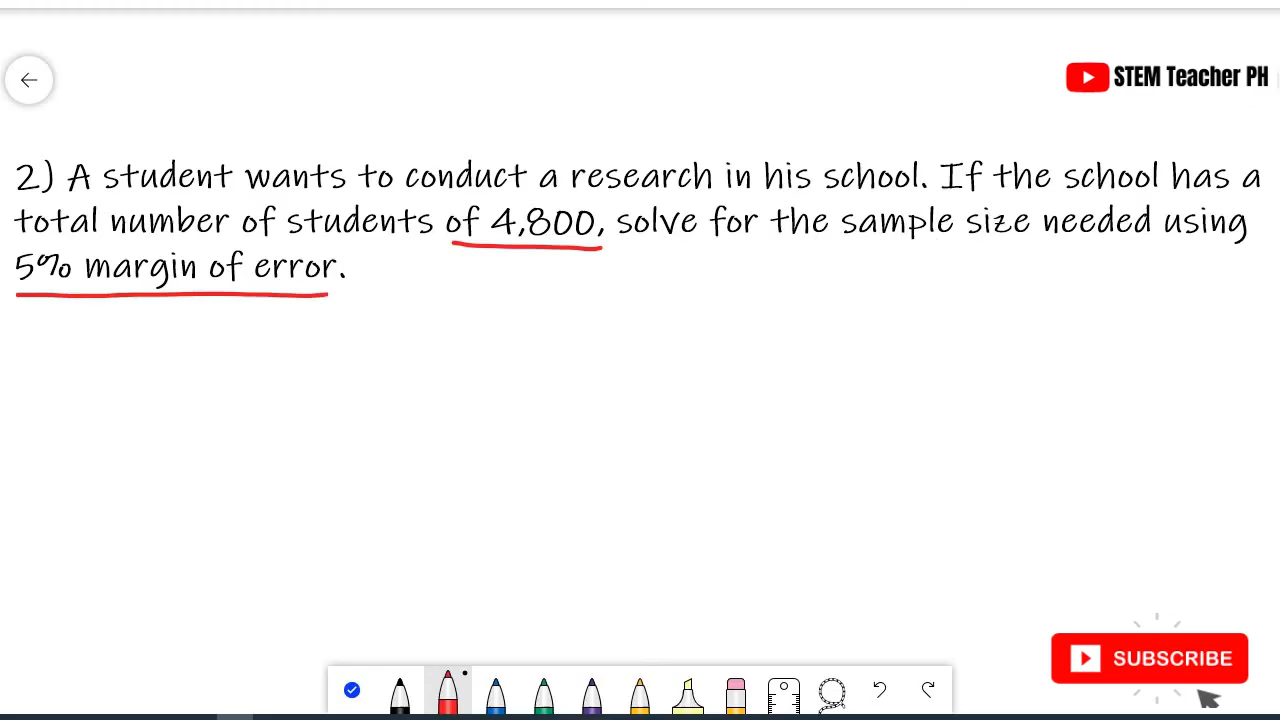 STEM Teacher PH
2) A student wants to conduct a research in his school. If the school has a
total number of students of 4,800, solve for the sample size needed using
5% margin of error.
SUBSCRIBE